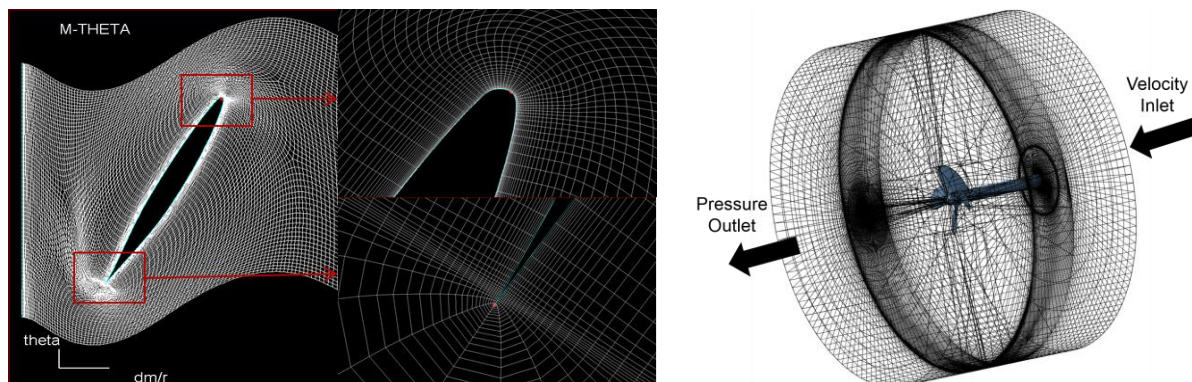 M-THETA
theta
dm/r
Velocity
Inlet
Pressure
Outlet